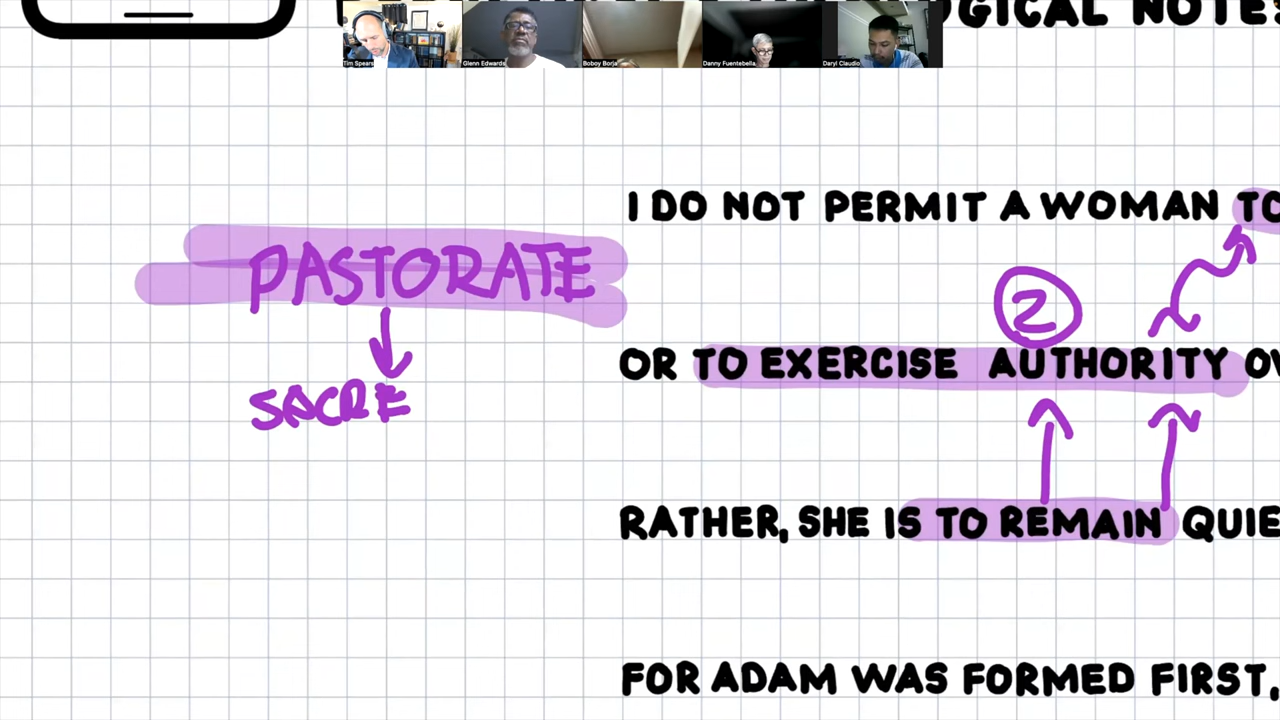 OGICAL NOTES
Tim Spears
Glenn Edwards
Boboy Borja
Danny Fuentebella
Daryl Claudio
I DO NOT PERMIT A WOMAN TO
PASTORATE
2
OR TO EXERCISE AUTHORITY OV
SACRE
RATHER, SHE IS TO REMAIN QUIE
FOR ADAM WAS FORMED FIRST,